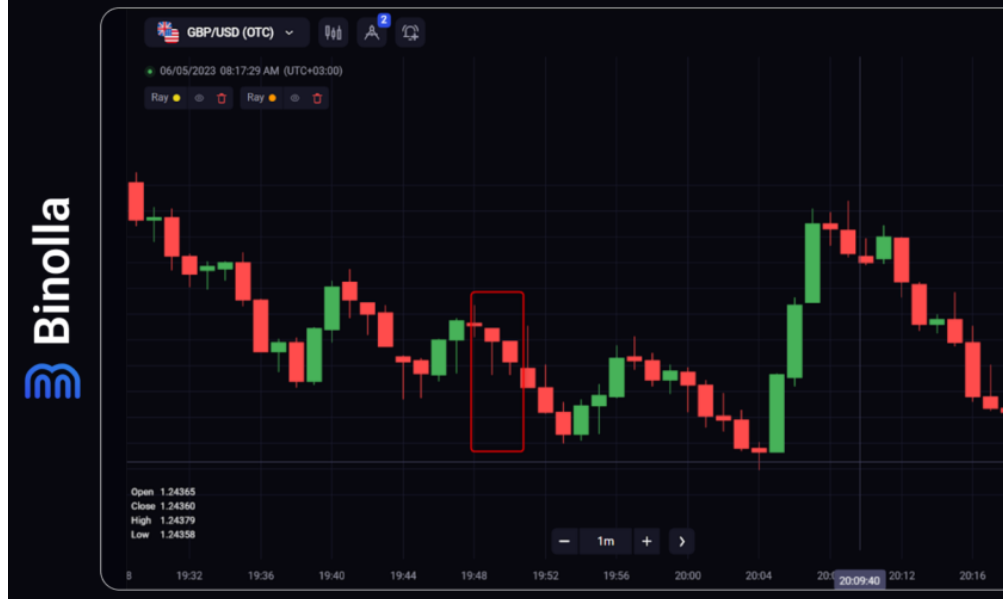 Binolla
GBP/USD (OTC)
2
06/05/2023 08:17:29 AM (UTC+03:00)
Ray Ray
Open 1.24365
Close 1.24360
High 1.24379
Low 1.24358
1m
8 19:32 19:36 19:40 19:44 19:48 19:52 19:56 20:00 20:04 20:09:40 20:12 20:16